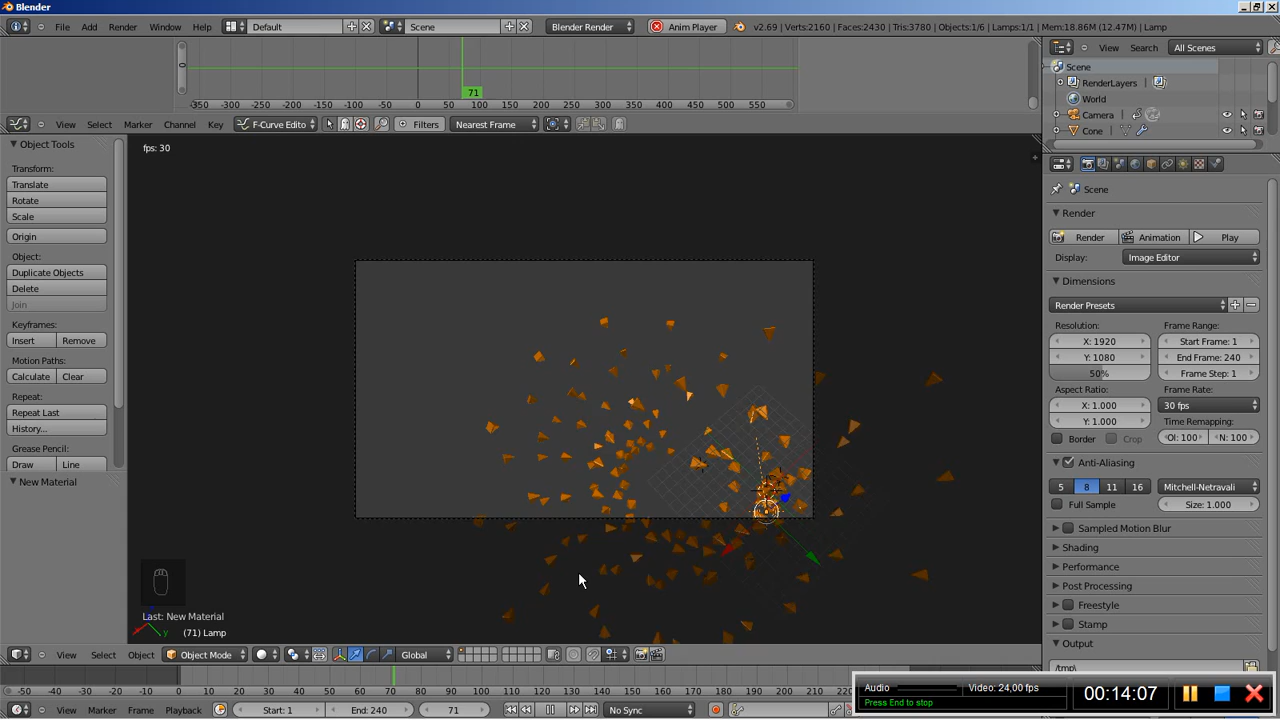 Blender
File Add Render Window Help Default Scene Blender Render Anim Player v2.69 | Verts:2160 | Faces:2430 | Tris:3780 | Objects:1/6 | Lamps:1/1 | Mem:18.86M (12.47M) | Lamp
71
-350 -300 -250 -200 -150 -100 -50 0 50 100 150 200 250 300 350 400 450 500 550
View Select Marker Channel Key F-Curve Edito Filters Nearest Frame
View Search All Scenes
Scene
RenderLayers
World
Camera
Cone
Object Tools
Transform:
Translate
Rotate
Scale
Origin
Object:
Duplicate Objects
Delete
Join
Keyframes:
Insert Remove
Motion Paths:
Calculate Clear
Repeat:
Repeat Last
History...
Grease Pencil:
Draw Line
New Material
fps: 30
Last: New Material
y
(71) Lamp
Scene
Render
Render Animation Play
Display: Image Editor
Dimensions
Render Presets
Resolution: Frame Range:
X: 1920 Start Frame: 1
Y: 1080 End Frame: 240
50% Frame Step: 1
Aspect Ratio: Frame Rate:
X: 1.000 30 fps
Y: 1.000 Time Remapping:
Border Crop Ol: 100 N: 100
Anti-Aliasing
5 8 11 16 Mitchell-Netravali
Full Sample Size: 1.000
Sampled Motion Blur
Shading
Performance
Post Processing
Freestyle
Stamp
Output
/tmp\
View Select Object Object Mode Global
-50 -40 -30 -20 -10 0 10 20 30 40 50 60 70 80 90 100 110 120 130 140 150 160 170 180 190 200 210
View Marker Frame Playback Start: 1 End: 240 71 No Sync
Audio Video: 24,00 fps
Press End to stop
00:14:07